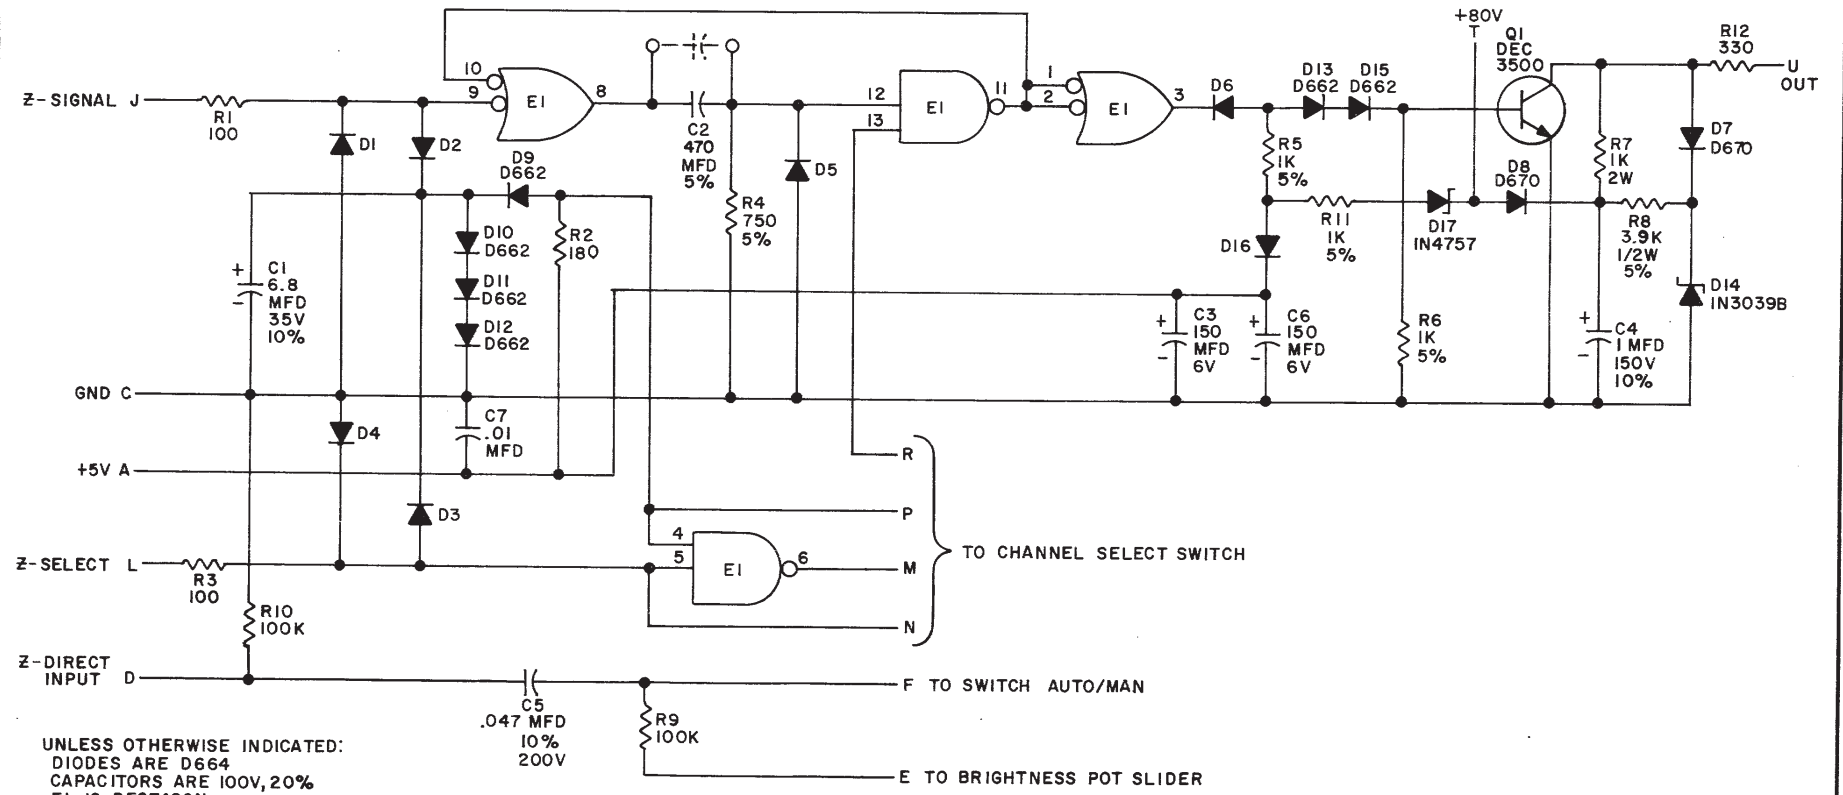 +80V
Q1
DEC
3500
R12
330
U
OUT
Z-SIGNAL J
R1
100
D1
D2
10
9
E1
8
C2
470
MFD
5%
12
13
E1
11
1
2
E1
3
D6
D13
D662
D15
D662
R5
1K
5%
D7
D670
R7
1K
2W
D9
D662
D5
R4
750
5%
R2
180
D10
D662
D11
D662
D12
D662
C1
6.8
MFD
35V
10%
+
-
D16
R11
1K
5%
D17
IN4757
D8
D670
R8
3.9K
1/2W
5%
D14
IN3039B
+
-
C3
150
MFD
6V
+
-
C6
150
MFD
6V
R6
1K
5%
+
-
C4
1 MFD
150V
10%
GND C
D4
C7
.01
MFD
+5V A
D3
R
P
4
5
E1
6
M
N
TO CHANNEL SELECT SWITCH
Z-SELECT L
R3
100
R10
100K
Z-DIRECT
INPUT D
C5
.047 MFD
10%
200V
R9
100K
F TO SWITCH AUTO/MAN
E TO BRIGHTNESS POT SLIDER
UNLESS OTHERWISE INDICATED:
DIODES ARE D664
CAPACITORS ARE 100V, 20%